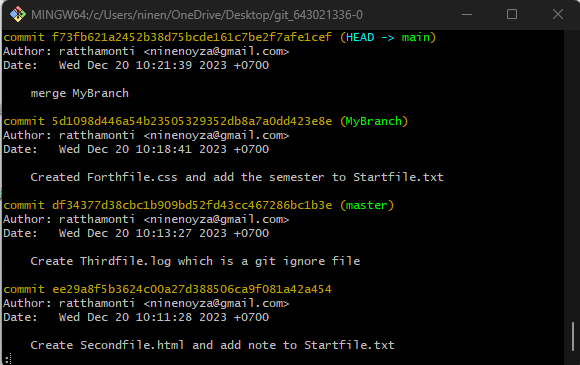 MINGW64:/c/Users/ninen/OneDrive/Desktop/git_643021336-0
commit f73fb621a2452b38d75bcde161c7be2f7afe1cef (HEAD -> main)
Author: ratthamonti <ninenoyza@gmail.com>
Date:   Wed Dec 20 10:21:39 2023 +0700
merge MyBranch
commit 5d1098d446a54b23505329352db8a7a0dd423e8e (MyBranch)
Author: ratthamonti <ninenoyza@gmail.com>
Date:   Wed Dec 20 10:18:41 2023 +0700
Created Forthfile.css and add the semester to Startfile.txt
commit df34377d38cbc1b909bd52fd43cc467286bc1b3e (master)
Author: ratthamonti <ninenoyza@gmail.com>
Date:   Wed Dec 20 10:13:27 2023 +0700
Create Thirdfile.log which is a git ignore file
commit ee29a8f5b3624c00a27d388506ca9f081a42a454
Author: ratthamonti <ninenoyza@gmail.com>
Date:   Wed Dec 20 10:11:28 2023 +0700
Create Secondfile.html and add note to Startfile.txt
: